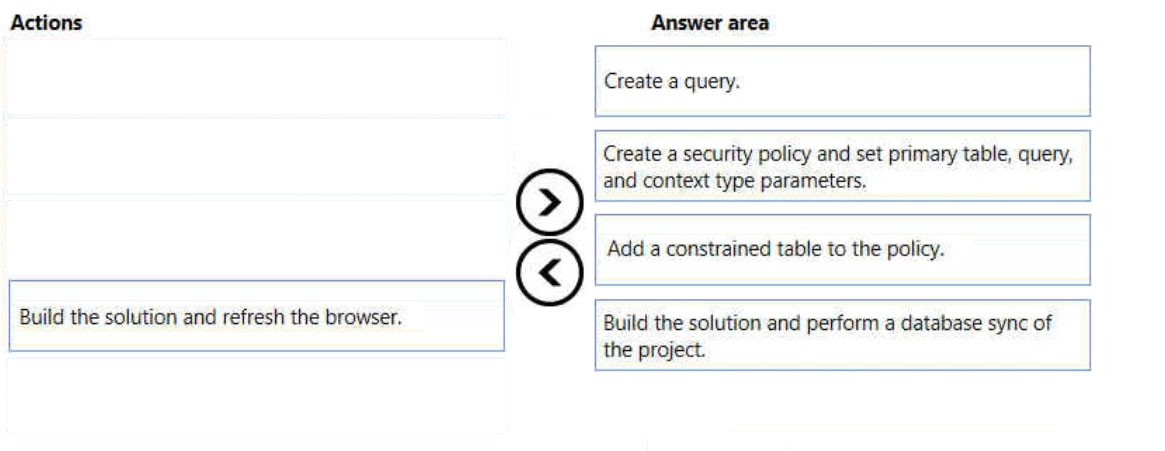 Actions
Answer area
Create a query.
Create a security policy and set primary table, query,
and context type parameters.
Add a constrained table to the policy.
Build the solution and refresh the browser.
Build the solution and perform a database sync of
the project.